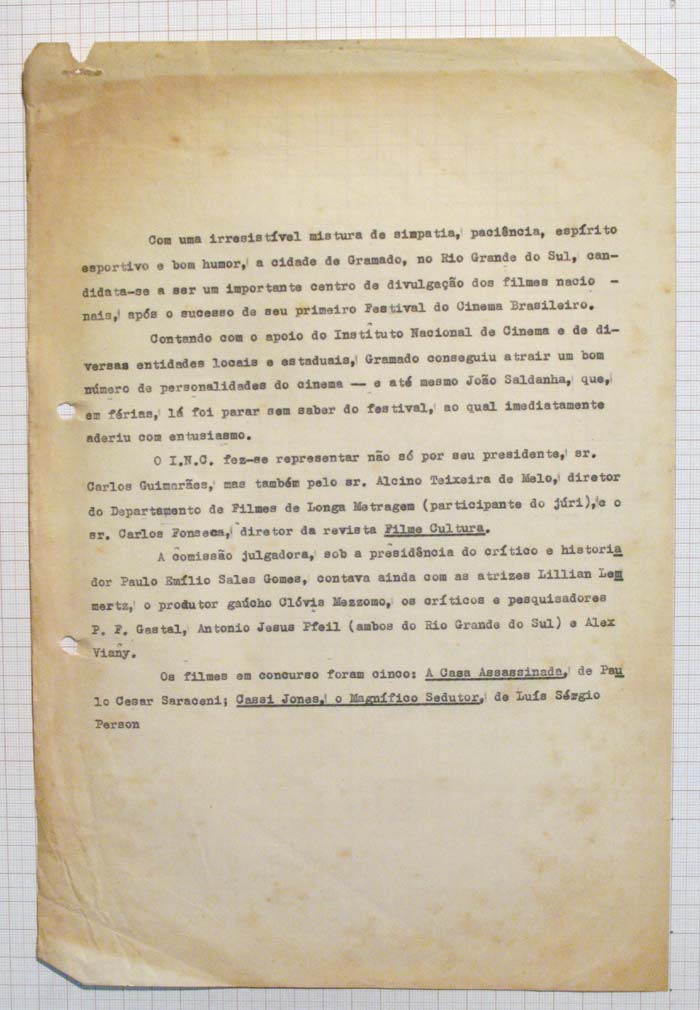 Com uma irresistível mistura de simpatia, paciência, espírito
esportivo e bom humor, a cidade de Gramado, no Rio Grande do Sul, can-
didata-se a ser um importante centro de divulgação dos filmes nacio -
nais, após o sucesso de seu primeiro Festival do Cinema Brasileiro.
Contando com o apoio do Instituto Nacional de Cinema e de di-
versas entidades locais e estaduais, Gramado conseguiu atrair um bom
número de personalidades do cinema -- e até mesmo João Saldanha, que,
em férias, lá foi parar sem saber do festival, ao qual imediatamente
aderiu com entusiasmo.
O I.N.C. fez-se representar não só por seu presidente, sr.
Carlos Guimarães, mas também pelo sr. Alcino Teixeira de Melo, diretor
do Departamento de Filmes de Longa Metragem (participante do júri), e o
sr. Carlos Fonseca, diretor da revista Filme Cultura.
A comissão julgadora, sob a presidência do crítico e historia
dor Paulo Emílio Sales Gomes, contava ainda com as atrizes Lillian Lem
mertz, o produtor gaúcho Clóvis Mezzomo, os críticos e pesquisadores
P. F. Gastal, Antonio Jesus Pfeil (ambos do Rio Grande do Sul) e Alex
Viany.
Os filmes em concurso foram cinco: A Casa Assassinada, de Pau
lo Cesar Saraceni; Cassi Jones, o Magnífico Sedutor, de Luís Sérgio
Person